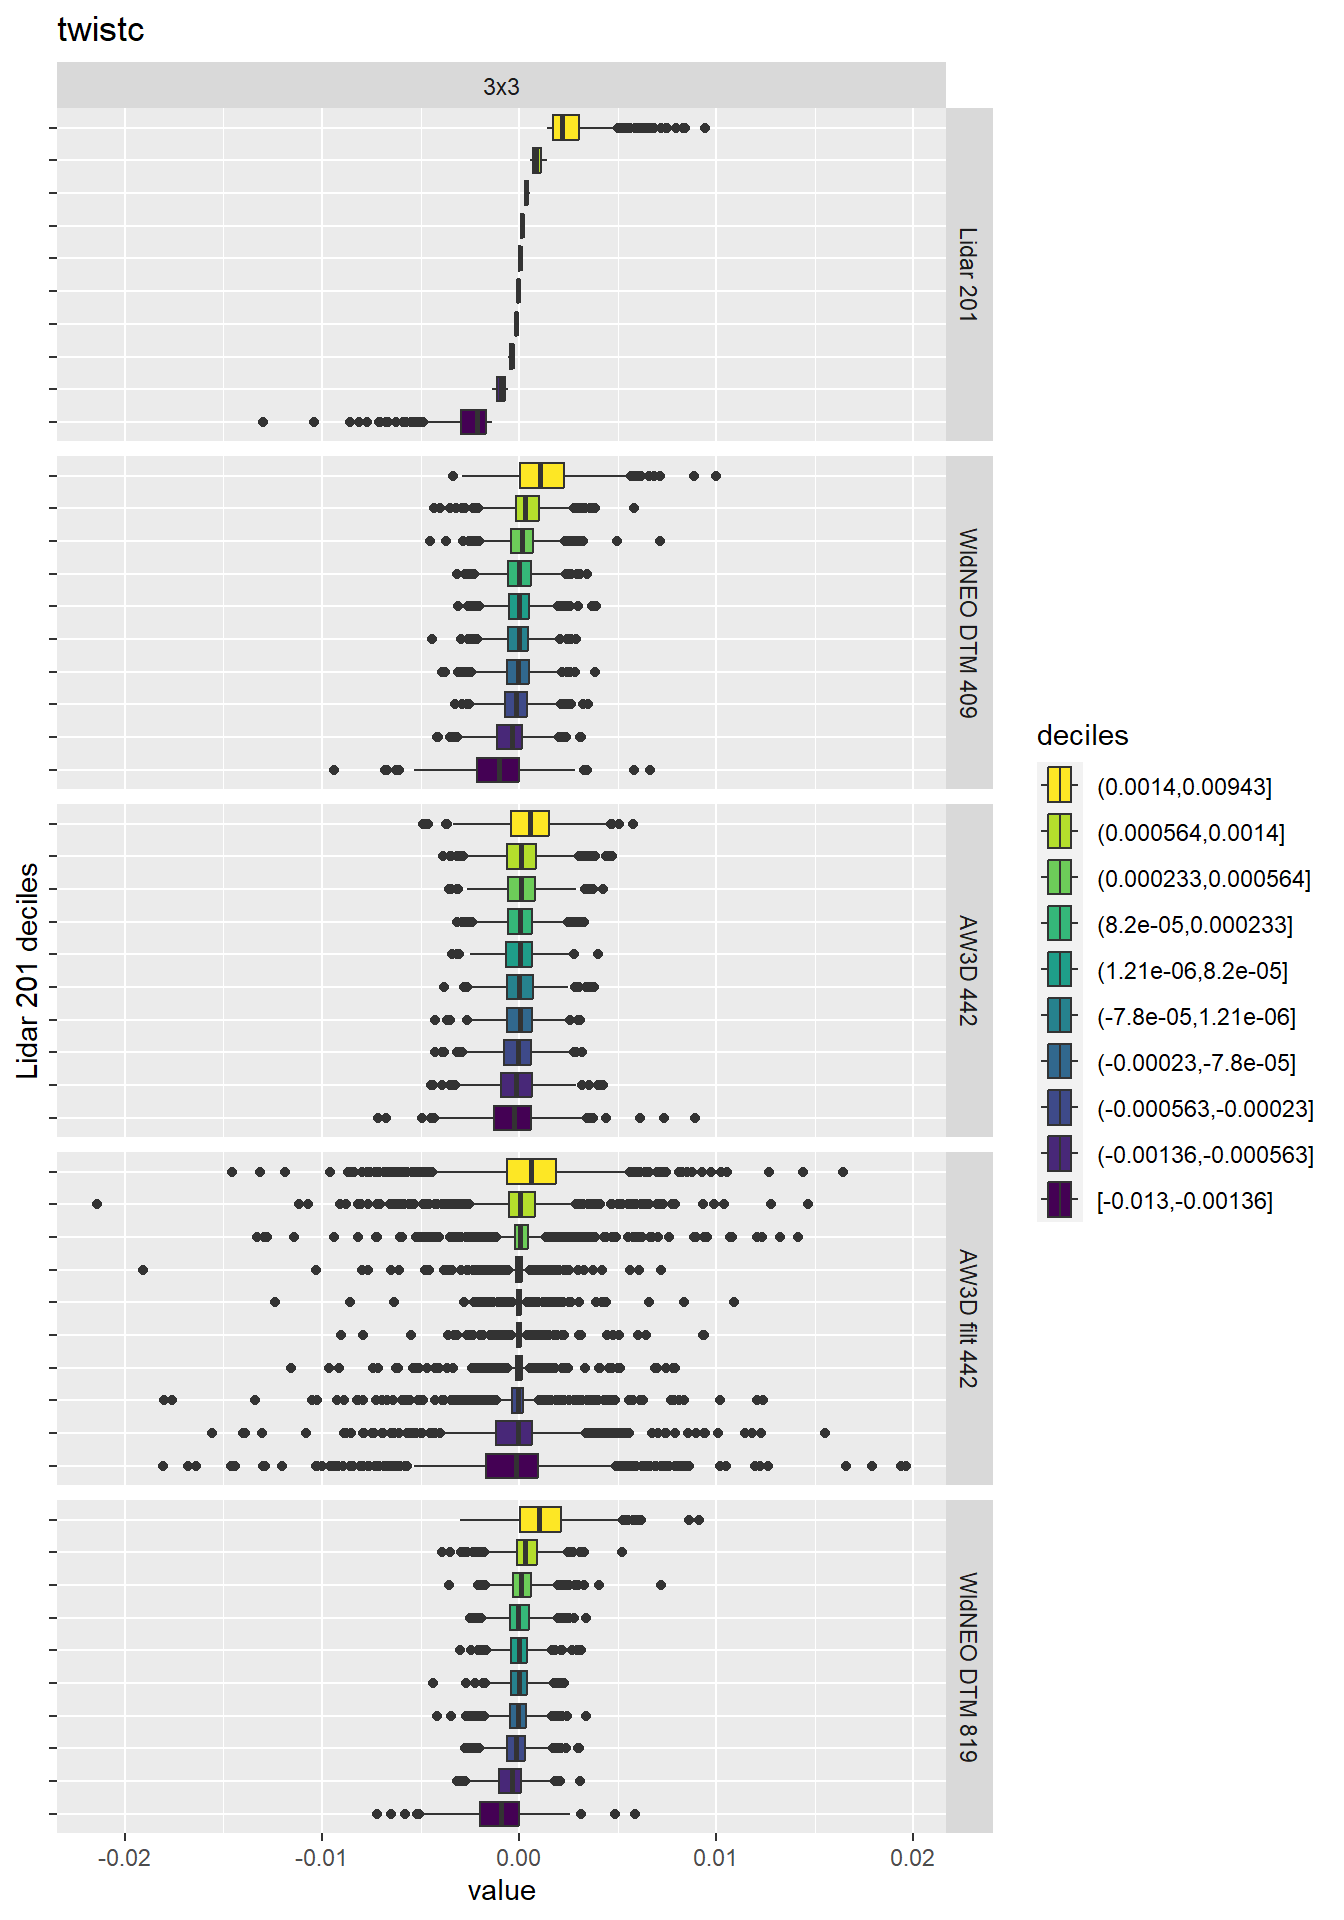 twistc
3x3
Lidar 201
WldNEO DTM 409
AW3D 442
AW3D filt 442
WldNEO DTM 819
Lidar 201 deciles
-0.02
-0.01
0.00
0.01
0.02
value
deciles
(0.0014,0.00943]
(0.000564,0.0014]
(0.000233,0.000564]
(8.2e-05,0.000233]
(1.21e-06,8.2e-05]
(-7.8e-05,1.21e-06]
(-0.00023,-7.8e-05]
(-0.000563,-0.00023]
(-0.00136,-0.000563]
[-0.013,-0.00136]